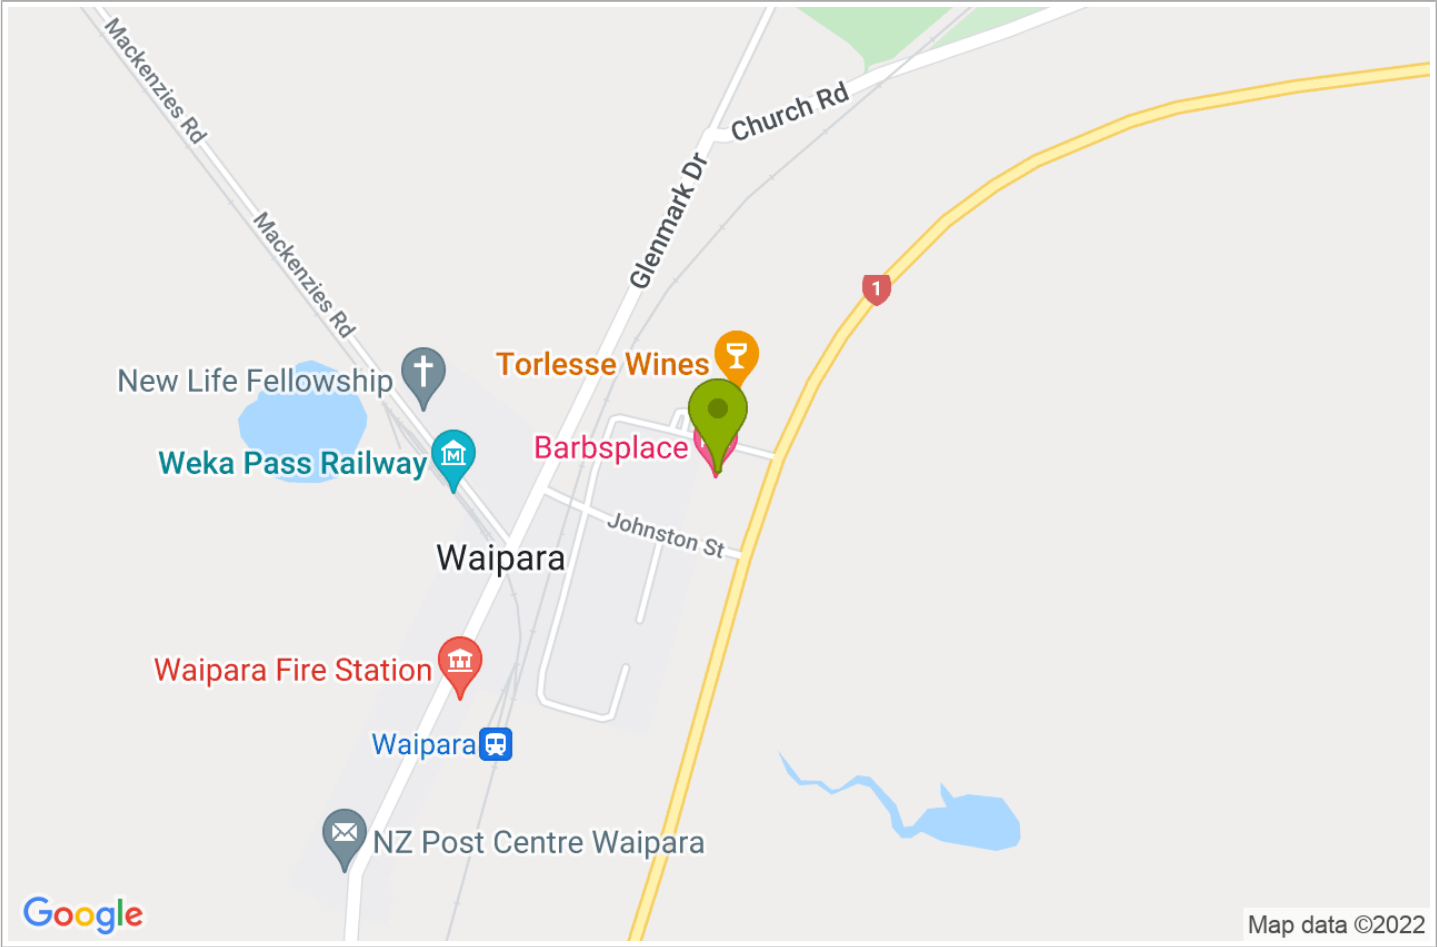 Mackenzies Rd
Church Rd
Glenmark Dr
Mackenzies Rd
1
Torlesse Wines
New Life Fellowship
Barbsplace
Weka Pass Railway
M
Johnston St
Waipara
Waipara Fire Station
Waipara
NZ Post Centre Waipara
Google
Map data ©2022